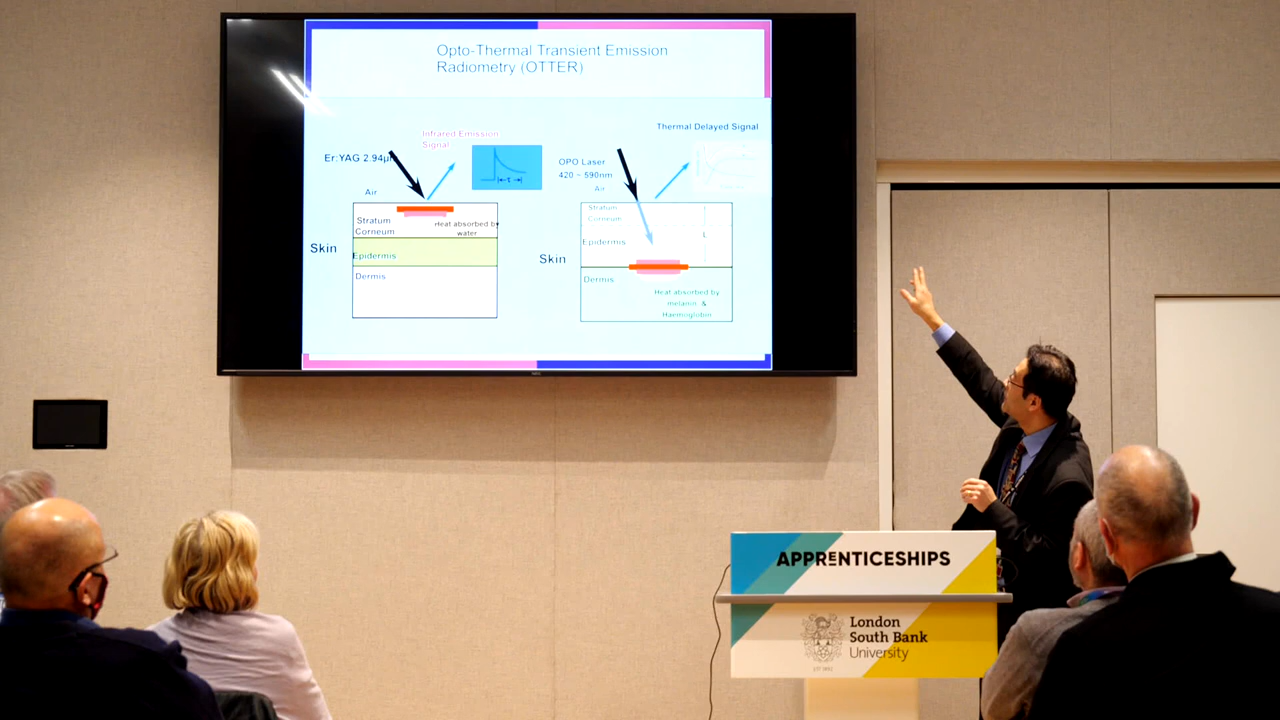 Opto-Thermal Transient Emission
Radiometry (OTTER)
Infrared Emission
Signal
Er:YAG 2.94μm
Air
Stratum
Corneum
Heat absorbed by
water
Skin
Epidermis
Dermis
τ
Thermal Delayed Signal
OPO Laser
420 ~ 590nm
Air
Stratum
Corneum
L
Epidermis
Skin
Dermis
Heat absorbed by
melanin &
Haemoglobin
APPRENTICESHIPS
London
South Bank
University
EST 1892